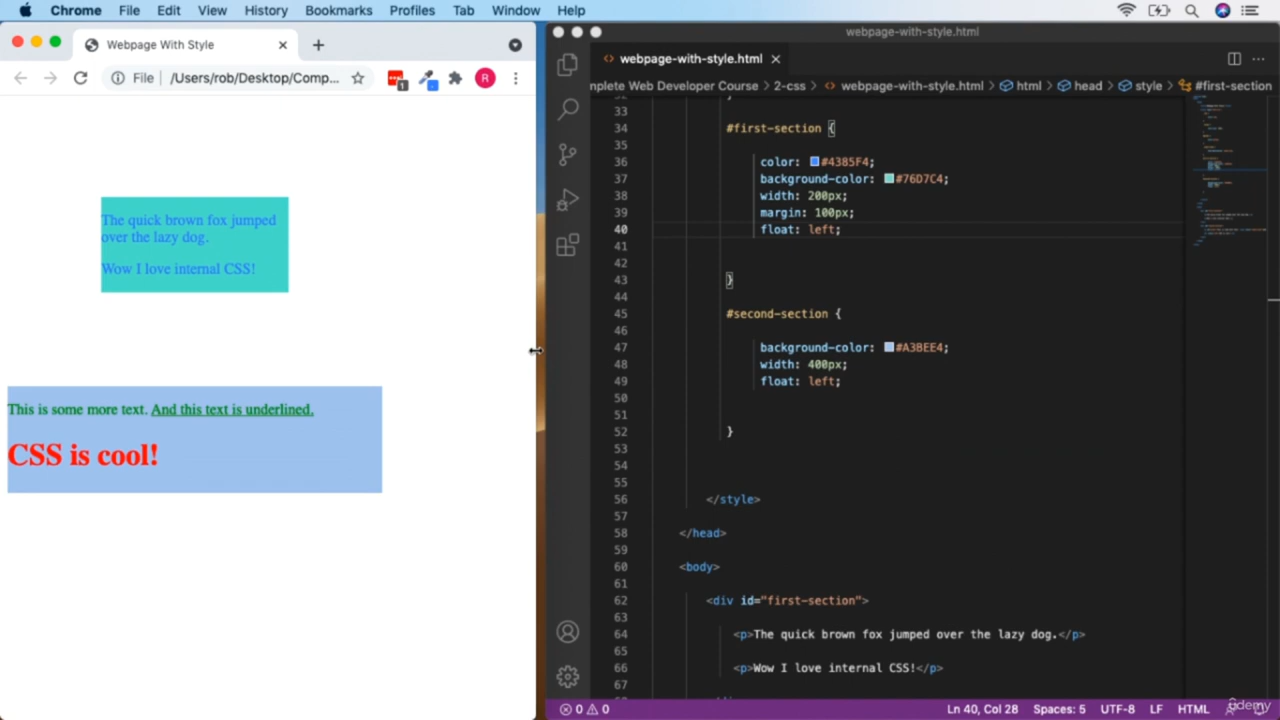 Chrome File Edit View History Bookmarks Profiles Tab Window Help
Webpage With Style
File /Users/rob/Desktop/Comp...
1
R
The quick brown fox jumped
over the lazy dog.
Wow I love internal CSS!
This is some more text. And this text is underlined.
CSS is cool!
webpage-with-style.html
webpage-with-style.html
mplete Web Developer Course > 2-css > webpage-with-style.html > html > head > style > #first-section
33
34 #first-section {
35
36 color: #4385F4;
37 background-color: #76D7C4;
38 width: 200px;
39 margin: 100px;
40 float: left;
41
42
43 }
44
45 #second-section {
46
47 background-color: #A3BEE4;
48 width: 400px;
49 float: left;
50
51
52 }
53
54
55
56 </style>
57
58 </head>
59
60 <body>
61
62 <div id="first-section">
63
64 <p>The quick brown fox jumped over the lazy dog.</p>
65
66 <p>Wow I love internal CSS!</p>
67
0 0 Ln 40, Col 28 Spaces: 5 UTF-8 LF HTML
udemy